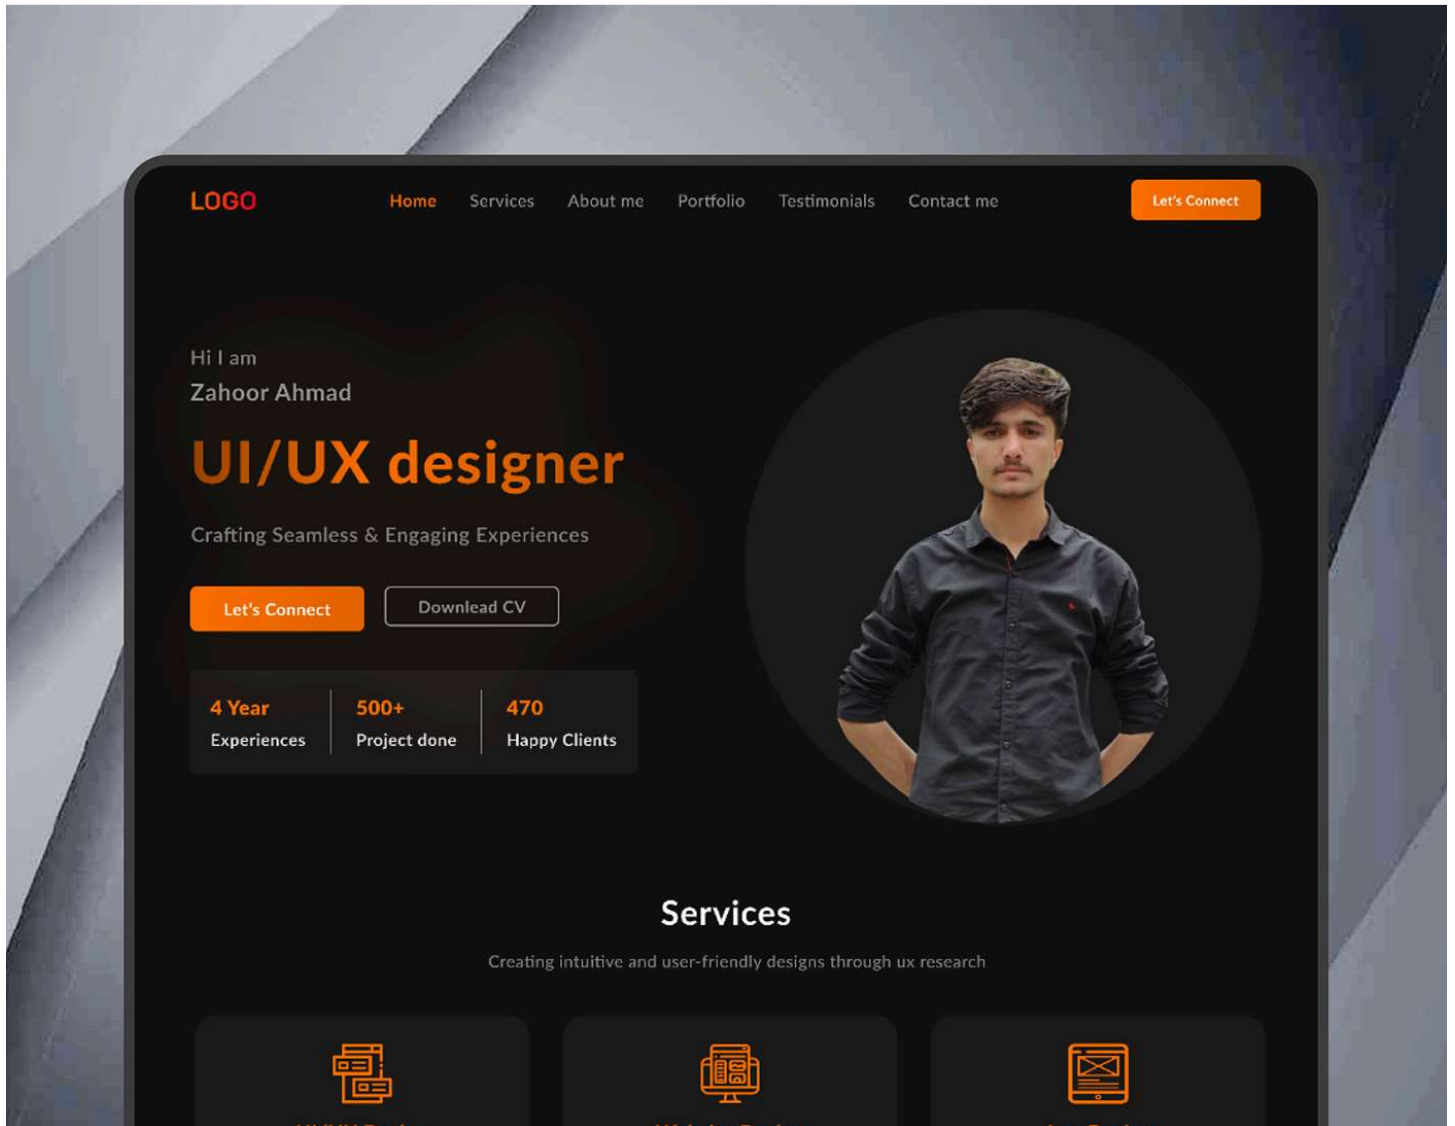 LOGO
Home Services About me Portfolio Testimonials Contact me
Let's Connect
Hi I am
Zahoor Ahmad
UI/UX designer
Crafting Seamless & Engaging Experiences
Let's Connect
Downlead CV
4 Year
Experiences
500+
Project done
470
Happy Clients
Services
Creating intuitive and user-friendly designs through ux research